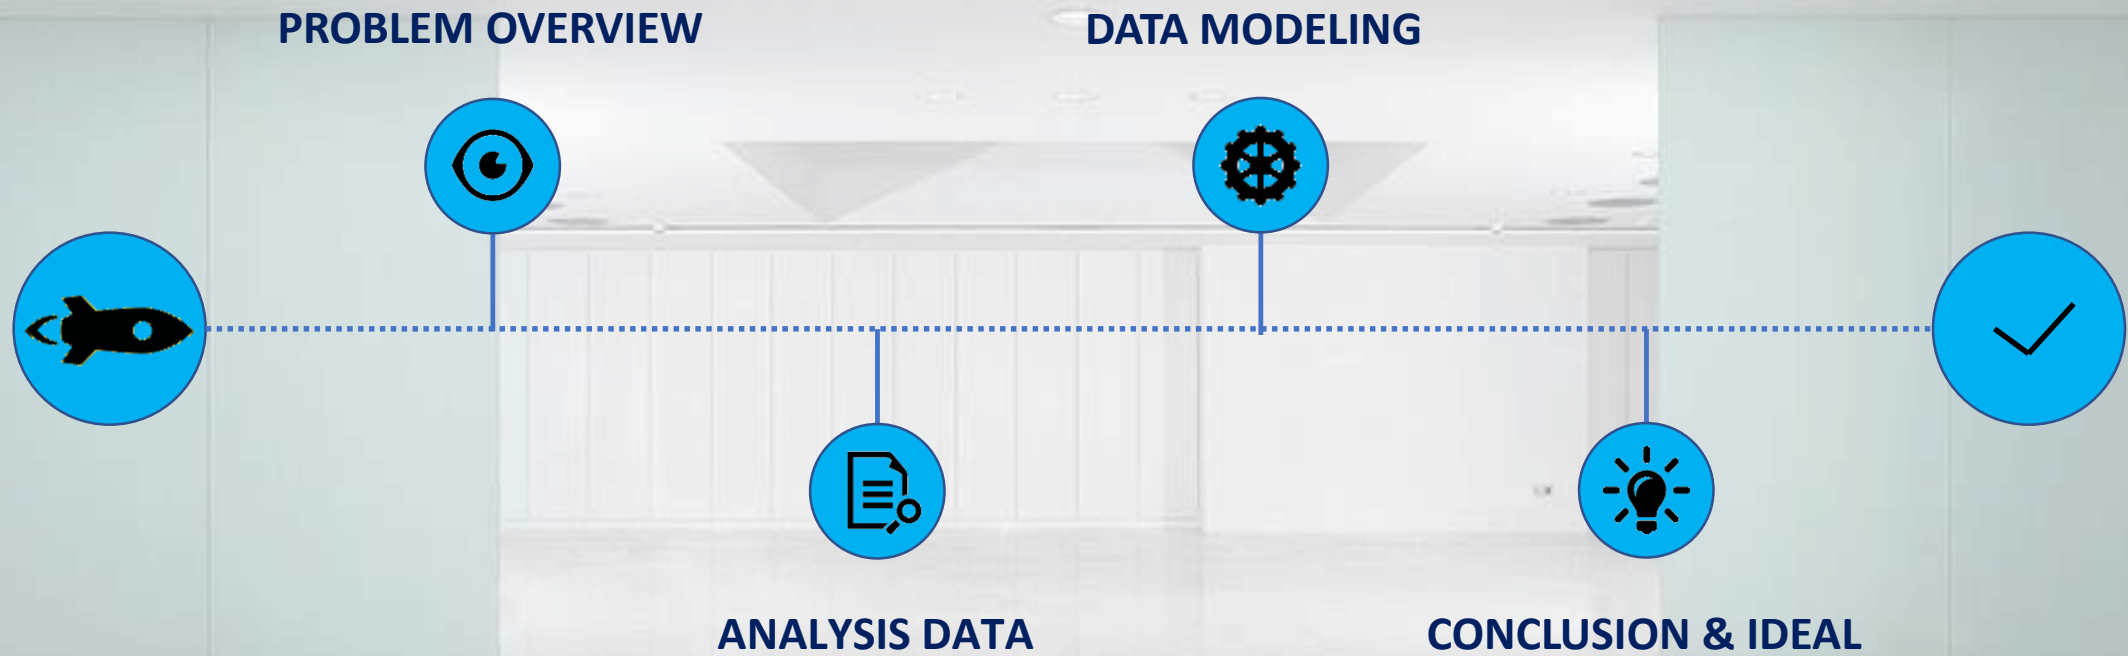 PROBLEM OVERVIEW
DATA MODELING
ANALYSIS DATA
CONCLUSION & IDEAL